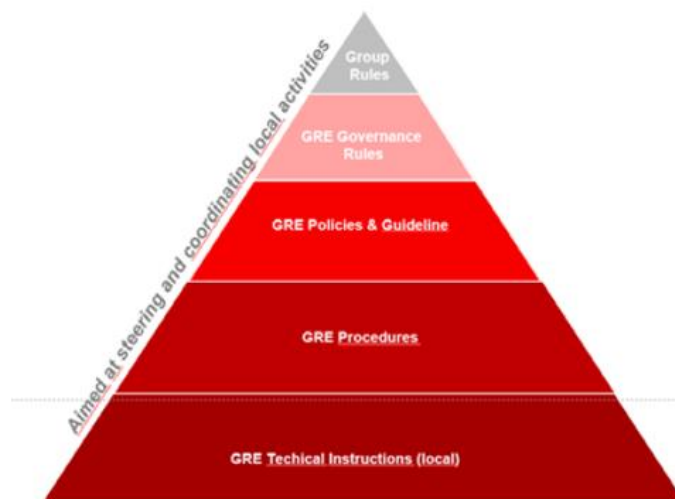 Group
Rules
GRE Governance
Rules
GRE Policies & Guideline
GRE Procedures
GRE Techical Instructions (local)
Aimed at steering and coordinating local activities